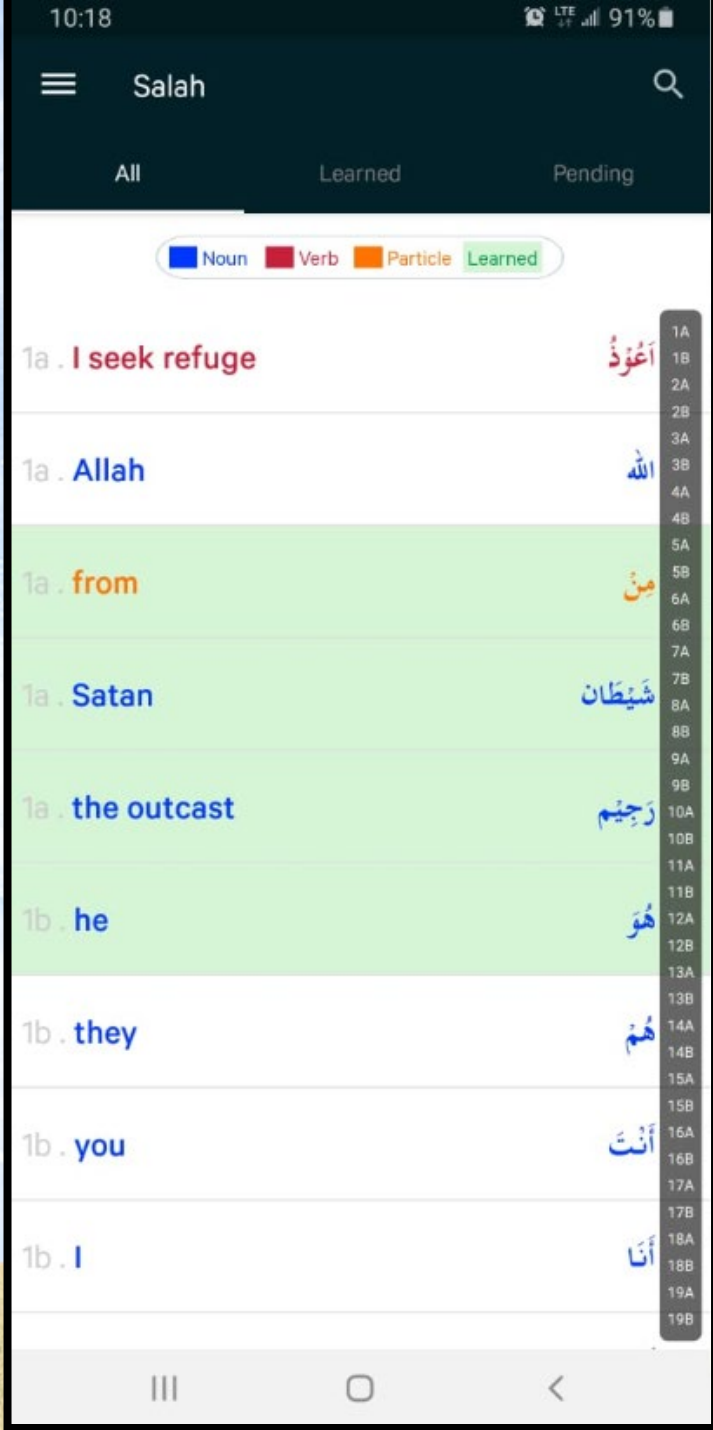 10:18 LTE 91%
Salah
All Learned Pending
Noun Verb Particle Learned
1a . I seek refuge اَعُوْذُ
1a . Allah الله
1a . from مِنْ
1a . Satan شَيْطَان
1a . the outcast رَجِيْم
1b . he هُوَ
1b . they هُمْ
1b . you أَنْتَ
1b . I أَنَا
1A
1B
2A
2B
3A
3B
4A
4B
5A
5B
6A
6B
7A
7B
8A
8B
9A
9B
10A
10B
11A
11B
12A
12B
13A
13B
14A
14B
15A
15B
16A
16B
17A
17B
18A
18B
19A
19B